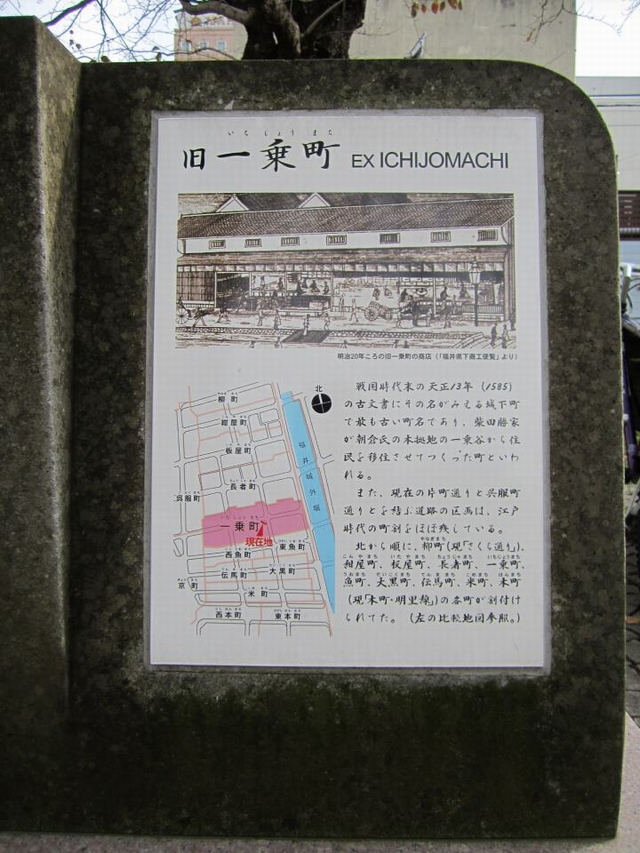 いちじょうまち
旧一乗町 EX ICHIJOMACHI
明治20年ころの旧一乗町の商店（「福井県下商工便覧」より）
戦国時代末の天正13年（1585）
の古文書にその名がみえる城下町
で最も古い町名であり、柴田勝家
が朝倉氏の本拠地の一乗谷から住
民を移住させてつくった町といわ
れる。
また、現在の片町通りと呉服町
通りとを結ぶ道路の区画は、江戸
時代の町割をほぼ残している。
北から順に、柳町（現「さくら通り」）、
紺屋町、板屋町、長者町、一乗町、
魚町、大黒町、伝馬町、米町、本町
（現「本町・明里線」）の各町が割付け
られてた。（左の比較地図参照。）
北
柳町
紺屋町
板屋町
長者町
呉服町
一乗町
現在地
東魚町
西魚町
大黒町
伝馬町
京町
米町
西本町
東本町
福井城外堀